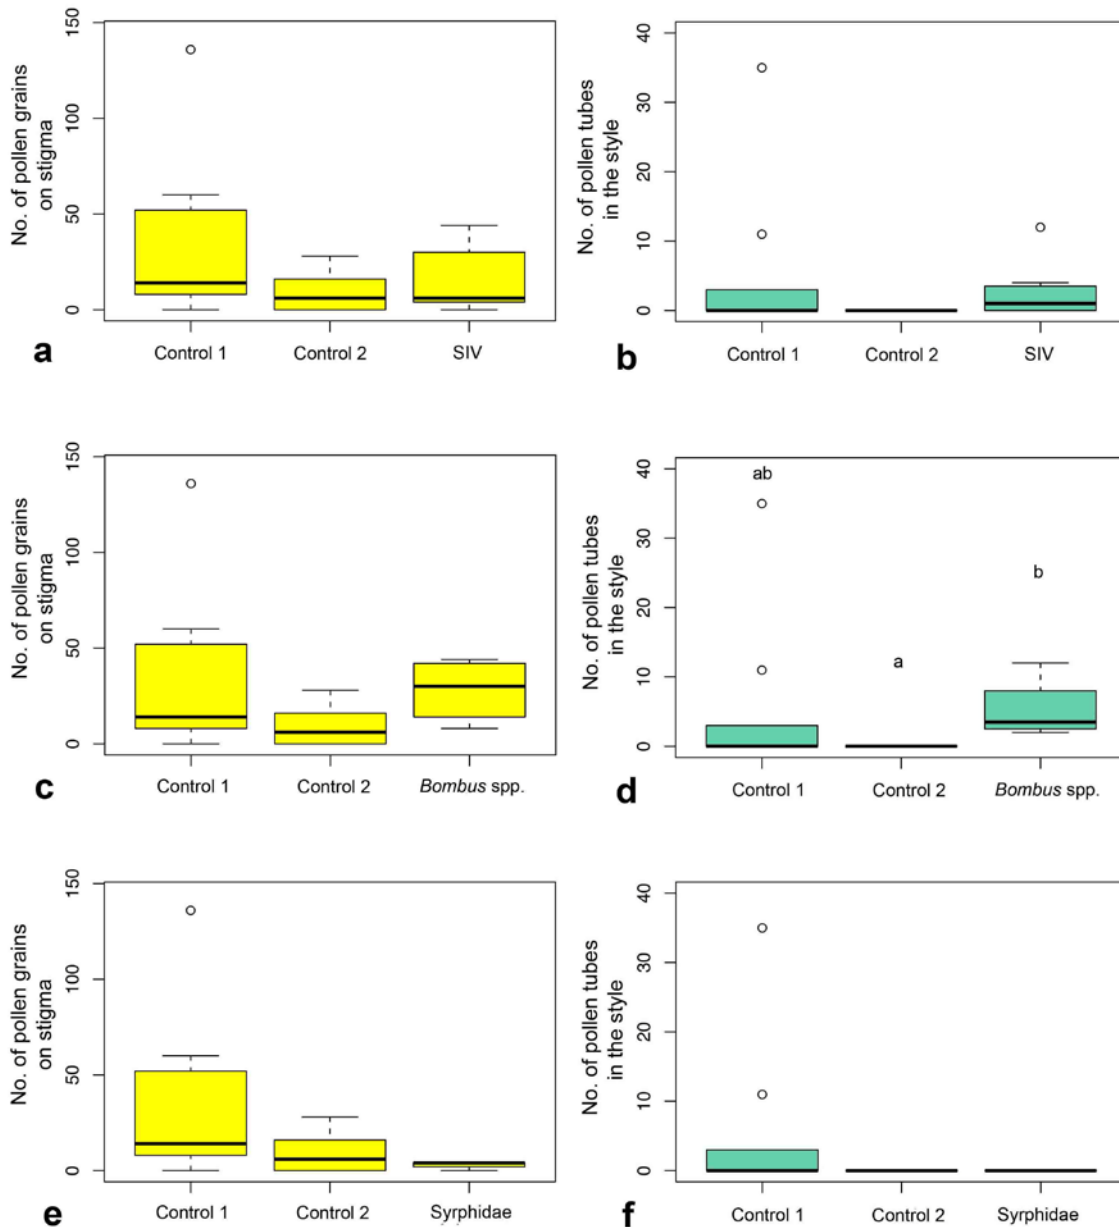 No. of pollen grains
on stigma
150
100
50
0
Control 1 Control 2 SIV
a
No. of pollen tubes
in the style
40
30
20
10
0
Control 1 Control 2 SIV
b
No. of pollen grains
on stigma
150
100
50
0
Control 1 Control 2 Bombus spp.
c
No. of pollen tubes
in the style
40
30
20
10
0
ab
a
b
Control 1 Control 2 Bombus spp.
d
No. of pollen grains
on stigma
150
100
50
0
Control 1 Control 2 Syrphidae
e
No. of pollen tubes
in the style
40
30
20
10
0
Control 1 Control 2 Syrphidae
f